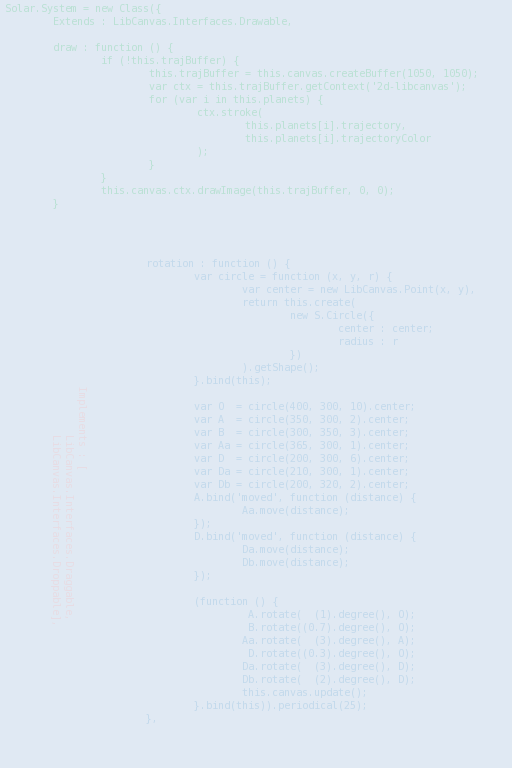 Solar.System = new Class({
Extends : LibCanvas.Interfaces.Drawable,
draw : function () {
if (!this.trajBuffer) {
this.trajBuffer = this.canvas.createBuffer(1050, 1050);
var ctx = this.trajBuffer.getContext('2d-libcanvas');
for (var i in this.planets) {
ctx.stroke(
this.planets[i].trajectory,
this.planets[i].trajectoryColor
);
}
}
this.canvas.ctx.drawImage(this.trajBuffer, 0, 0);
}
rotation : function () {
var circle = function (x, y, r) {
var center = new LibCanvas.Point(x, y),
return this.create(
new S.Circle({
center : center;
radius : r
})
).getShape();
}.bind(this);
var O  = circle(400, 300, 10).center;
var A  = circle(350, 300, 2).center;
var B  = circle(300, 350, 3).center;
var Aa = circle(365, 300, 1).center;
var D  = circle(200, 300, 6).center;
var Da = circle(210, 300, 1).center;
var Db = circle(200, 320, 2).center;
A.bind('moved', function (distance) {
Aa.move(distance);
});
D.bind('moved', function (distance) {
Da.move(distance);
Db.move(distance);
});
(function () {
A.rotate(  (1).degree(), O);
B.rotate((0.7).degree(), O);
Aa.rotate(  (3).degree(), A);
D.rotate((0.3).degree(), O);
Da.rotate(  (3).degree(), D);
Db.rotate(  (2).degree(), D);
this.canvas.update();
}.bind(this)).periodical(25);
},
Implements : [
LibCanvas.Interfaces.Drawable,
LibCanvas.Interfaces.Draggable]